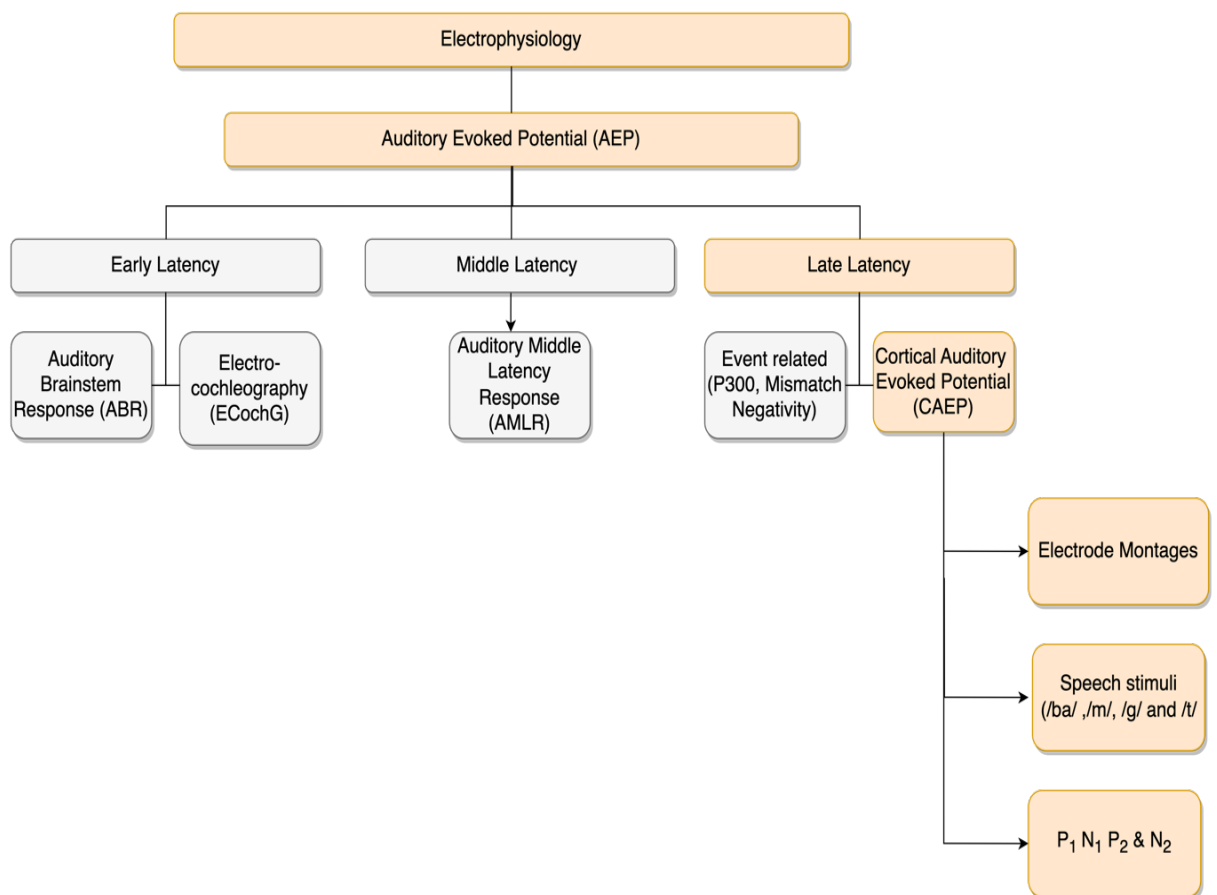 Electrophysiology
Auditory Evoked Potential (AEP)
Early Latency
Middle Latency
Late Latency
Auditory
Brainstem
Response (ABR)
Electro-
cochleography
(ECochG)
Auditory Middle
Latency
Response
(AMLR)
Event related
(P300, Mismatch
Negativity)
Cortical Auditory
Evoked Potential
(CAEP)
Electrode Montages
Speech stimuli
(/ba/ ,/m/, /g/ and /t/
P₁ N₁ P₂ & N₂